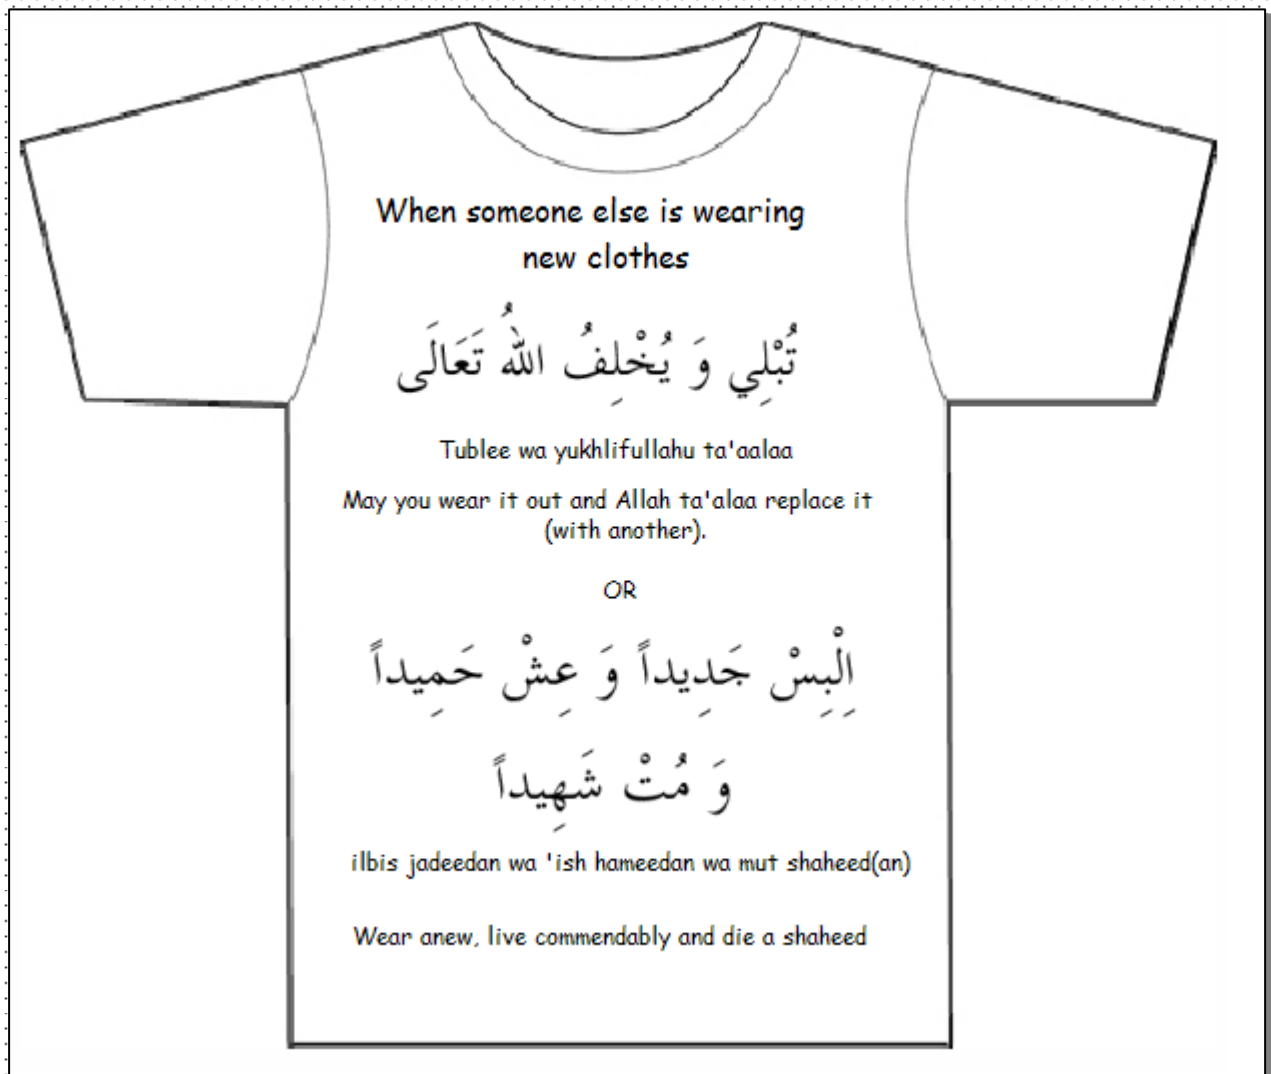 When someone else is wearing
new clothes
تُبْلِي وَ يُخْلِفُ اللهُ تَعَالَى
Tublee wa yukhlifullahu ta'aalaa
May you wear it out and Allah ta'alaa replace it
(with another).
OR
اِلْبِسْ جَدِيداً وَ عِشْ حَمِيداً
وَ مُتْ شَهِيداً
ilbis jadeedan wa 'ish hameedan wa mut shaheed(an)
Wear anew, live commendably and die a shaheed